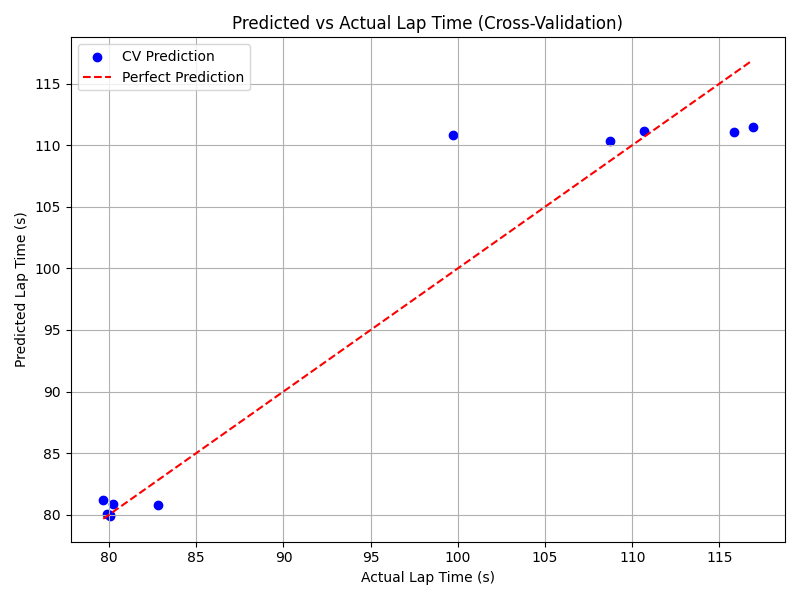 Predicted vs Actual Lap Time (Cross-Validation)
CV Prediction
Perfect Prediction
Predicted Lap Time (s)
115
110
105
100
95
90
85
80
80 85 90 95 100 105 110 115
Actual Lap Time (s)